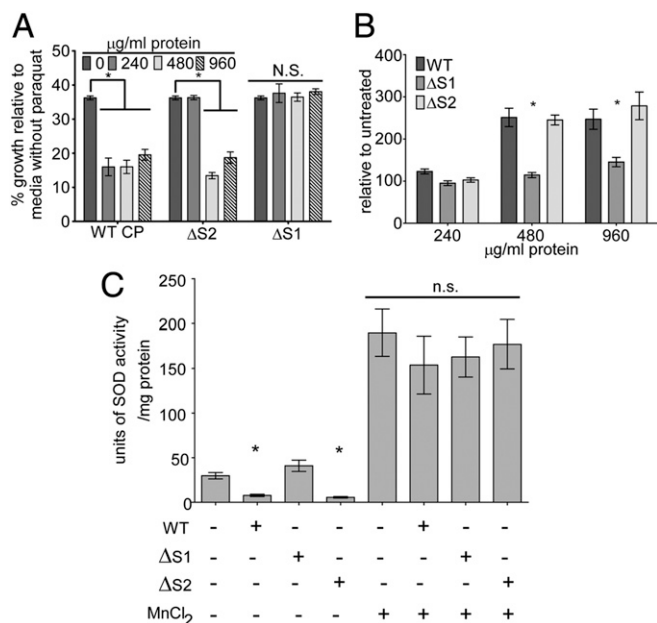 A
μg/ml protein
0 240 480 960
* * N.S.
% growth relative to
media without paraquat
50
40
30
20
10
0
WT CP ΔS2 ΔS1
B
WT
ΔS1
ΔS2
relative to untreated
400
300
200
100
0
* *
240 480 960
μg/ml protein
C
n.s.
units of SOD activity
/mg protein
250
200
150
100
50
0
* *
WT - + - - - + - -
ΔS1 - - + - - - + -
ΔS2 - - - + - - - +
MnCl2 - - - - + + + +